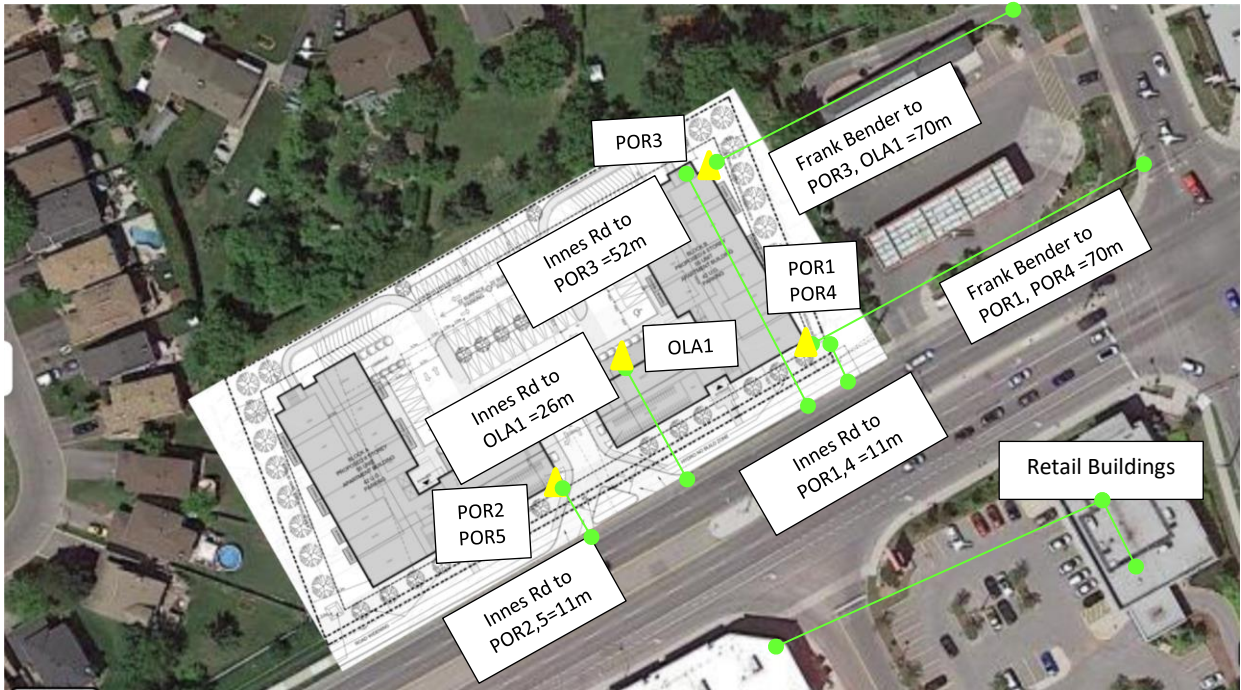 POR3
Frank Bender to
POR3, OLA1 =70m
Innes Rd to
POR3 =52m
POR1
POR4
Frank Bender to
POR1, POR4 =70m
OLA1
Innes Rd to
OLA1 =26m
Innes Rd to
POR1,4 =11m
Retail Buildings
POR2
POR5
Innes Rd to
POR2,5=11m